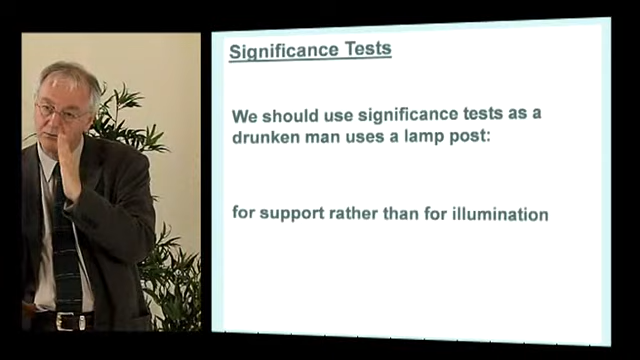 Significance Tests
We should use significance tests as a
drunken man uses a lamp post:
for support rather than for illumination